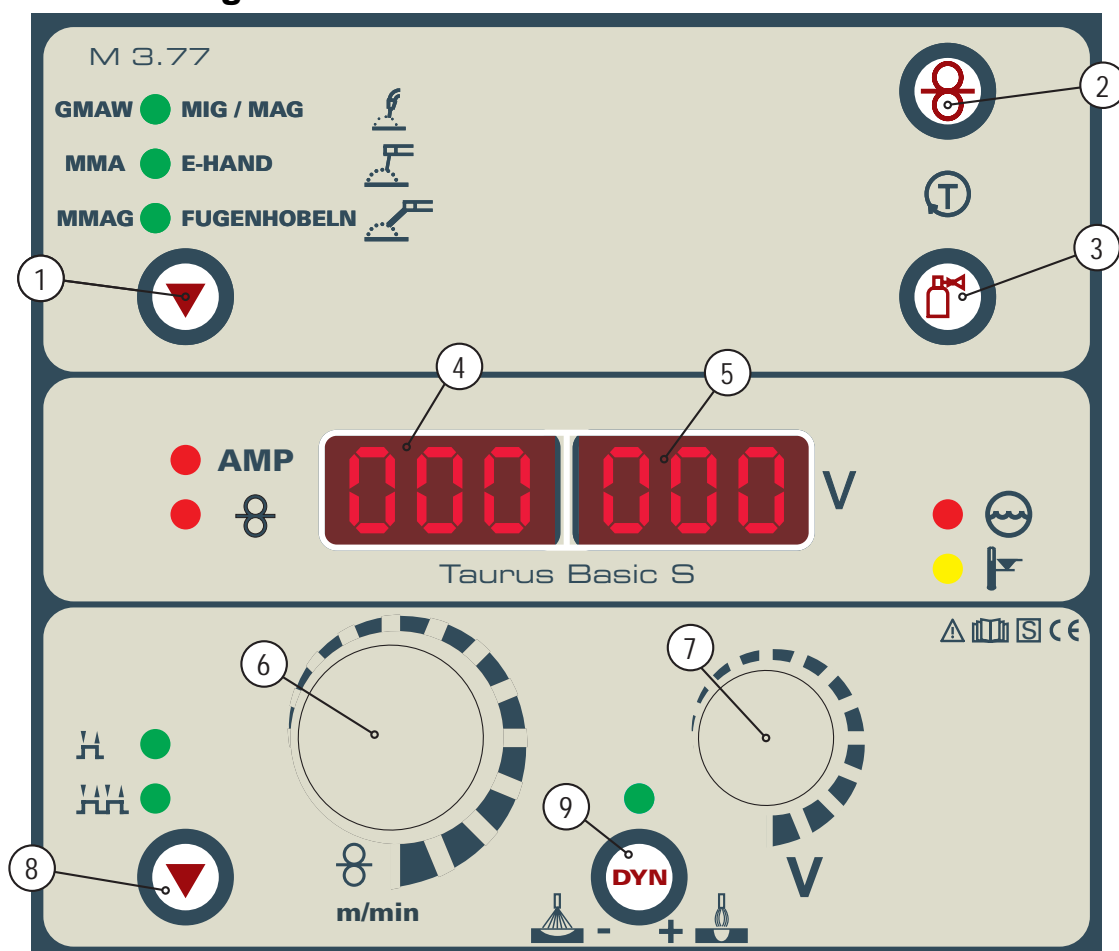 g
M 3.77
GMAW MIG / MAG
MMA E-HAND
MMAG FUGENHOBELN
T
1
2
3
4
5
AMP
000 000 V
Taurus Basic S
S CE
6
7
8
9
m/min
DYN
- +
V